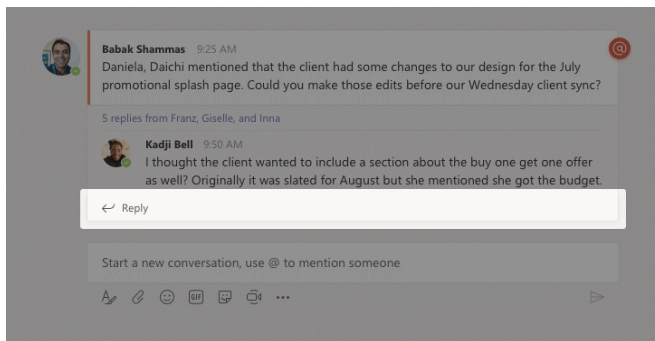 Babak Shammas 9:25 AM
Daniela, Daichi mentioned that the client had some changes to our design for the July
promotional splash page. Could you make those edits before our Wednesday client sync?
5 replies from Franz, Giselle, and Inna
Kadji Bell 9:50 AM
I thought the client wanted to include a section about the buy one get one offer
as well? Originally it was slated for August but she mentioned she got the budget.
Reply
Start a new conversation, use @ to mention someone
GIF